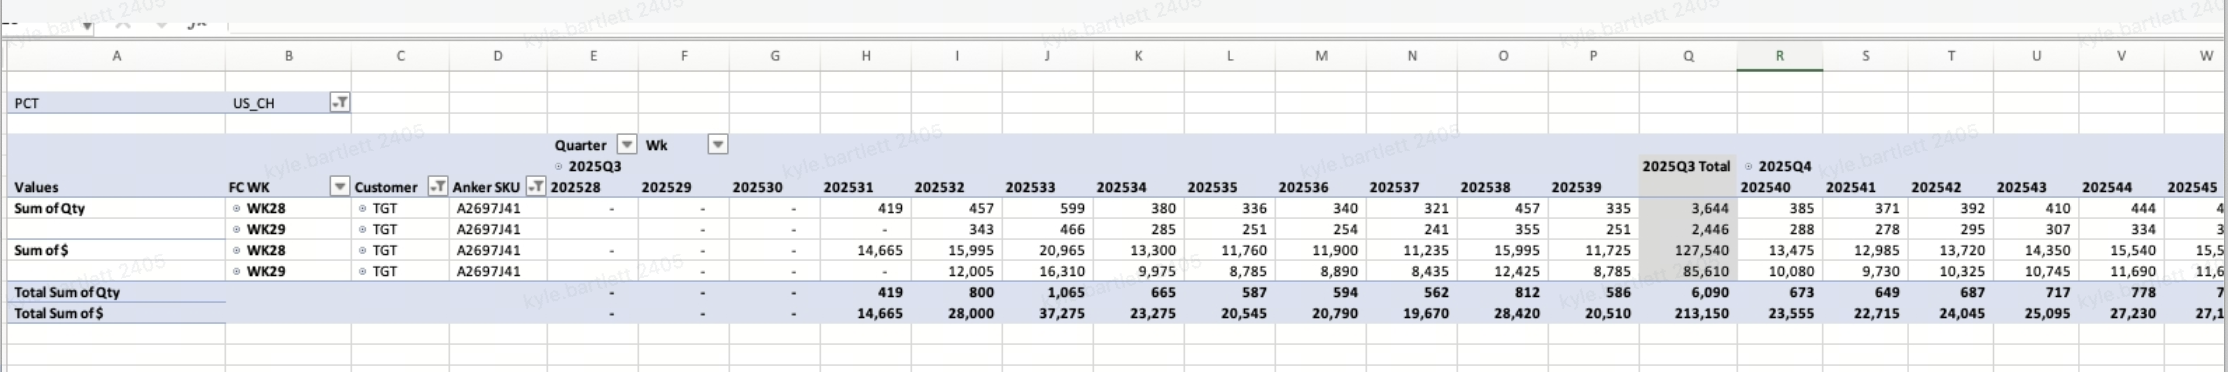 A B C D E F G H I J K L M N O P Q R S T U V W
PCT US_CH
Quarter Wk
2025Q3 2025Q3 Total 2025Q4
Values FC WK Customer Anker SKU 202528 202529 202530 202531 202532 202533 202534 202535 202536 202537 202538 202539 202540 202541 202542 202543 202544 202545
Sum of Qty WK28 TGT A2697J41 - - - 419 457 599 380 336 340 321 457 335 3,644 385 371 392 410 444 4
WK29 TGT A2697J41 - - - 343 466 285 251 254 241 355 251 2,446 288 278 295 307 334 3
Sum of $ WK28 TGT A2697J41 - - - 14,665 15,995 20,965 13,300 11,760 11,900 11,235 15,995 11,725 127,540 13,475 12,985 13,720 14,350 15,540 15,5
WK29 TGT A2697J41 - - - 12,005 16,310 9,975 8,785 8,890 8,435 12,425 8,785 85,610 10,080 9,730 10,325 10,745 11,690 11,6
Total Sum of Qty - - - 419 800 1,065 665 587 594 562 812 586 6,090 673 649 687 717 778 7
Total Sum of $ - - - 14,665 28,000 37,275 23,275 20,545 20,790 19,670 28,420 20,510 213,150 23,555 22,715 24,045 25,095 27,230 27,1
kyle.bartlett 2405